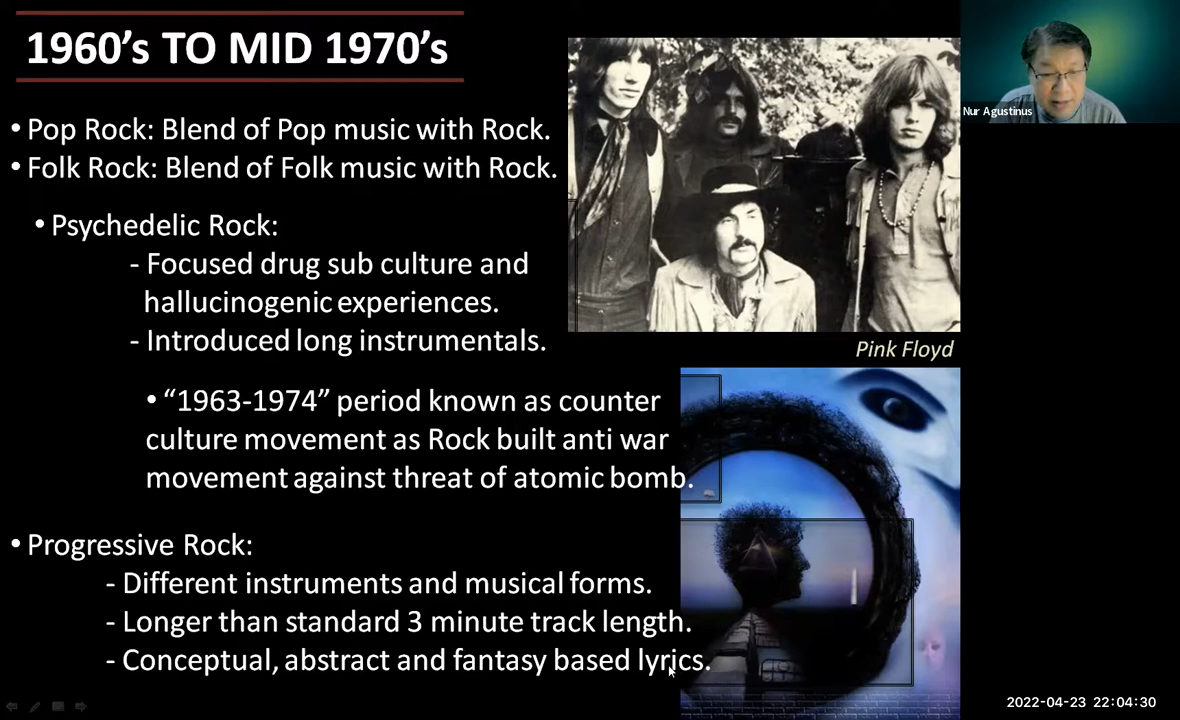 1960’s TO MID 1970’s
• Pop Rock: Blend of Pop music with Rock.
• Folk Rock: Blend of Folk music with Rock.
• Psychedelic Rock:
- Focused drug sub culture and
hallucinogenic experiences.
- Introduced long instrumentals.
• “1963-1974” period known as counter
culture movement as Rock built anti war
movement against threat of atomic bomb.
• Progressive Rock:
- Different instruments and musical forms.
- Longer than standard 3 minute track length.
- Conceptual, abstract and fantasy based lyrics.
Pink Floyd
Nur Agustinus
2022-04-23 22:04:30